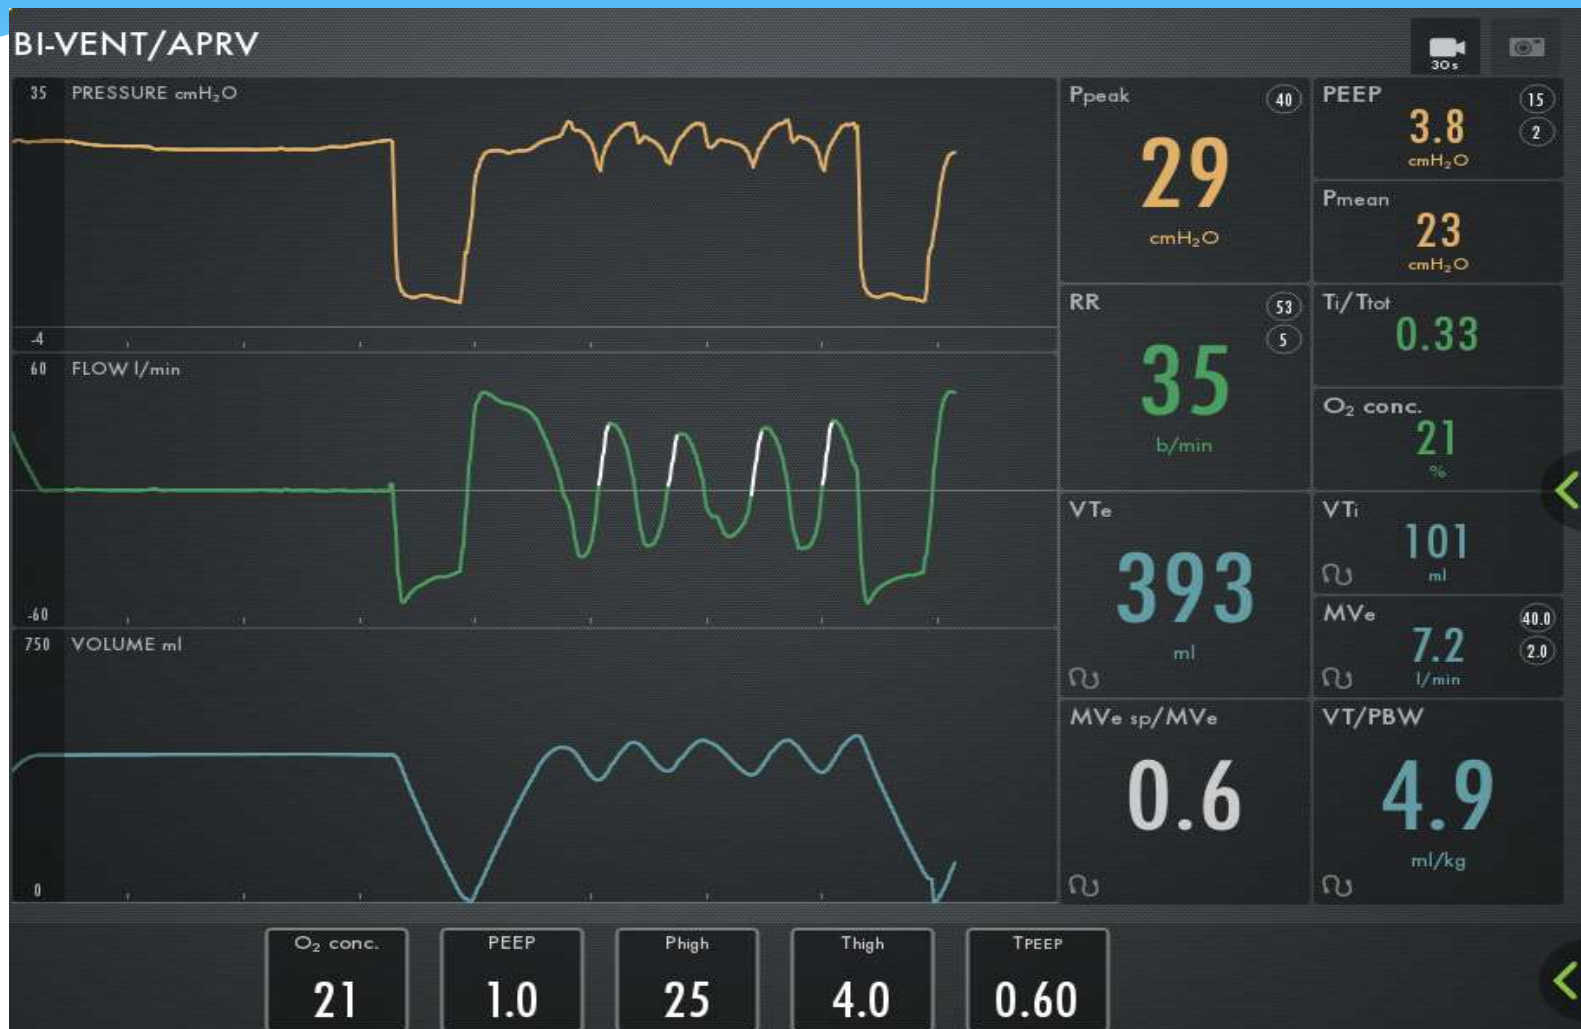 BI-VENT/APRV
30s
35 PRESSURE cmH₂O
-4
60 FLOW l/min
-60
750 VOLUME ml
0
Ppeak 40
29
cmH₂O
PEEP 15
3.8 2
cmH₂O
Pmean
23
cmH₂O
RR 53
5
35
b/min
Ti/Ttot
0.33
O₂ conc.
21
%
VTe
393
ml
VTi
101
ml
MVe 40.0
7.2 2.0
l/min
MVe sp/MVe
0.6
VT/PBW
4.9
ml/kg
O₂ conc.
21
PEEP
1.0
Phigh
25
Thigh
4.0
TPEEP
0.60